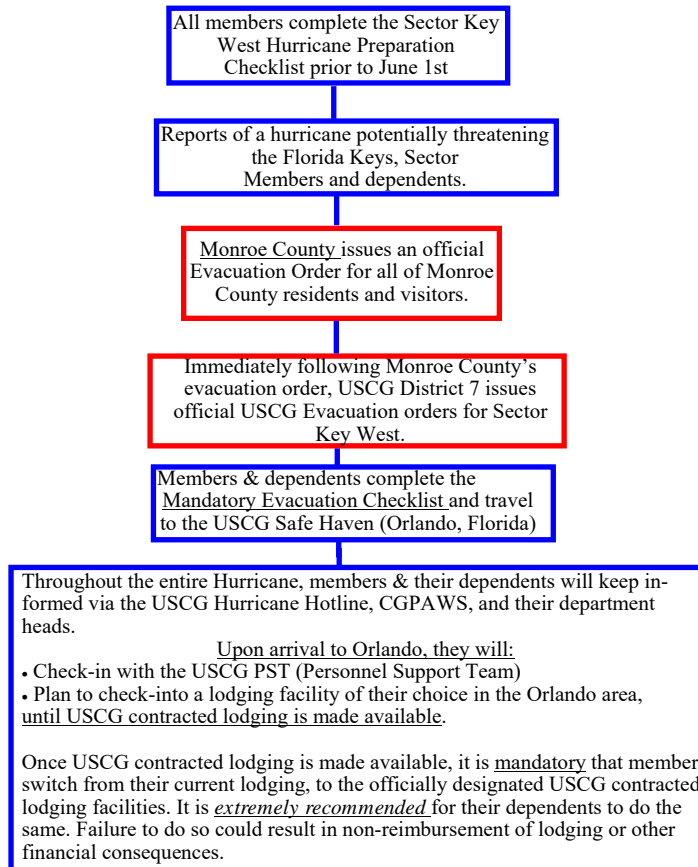 All members complete the Sector Key
West Hurricane Preparation
Checklist prior to June 1st
Reports of a hurricane potentially threatening
the Florida Keys, Sector
Members and dependents.
Monroe County issues an official
Evacuation Order for all of Monroe
County residents and visitors.
Immediately following Monroe County’s
evacuation order, USCG District 7 issues
official USCG Evacuation orders for Sector
Key West.
Members & dependents complete the
Mandatory Evacuation Checklist and travel
to the USCG Safe Haven (Orlando, Florida)
Throughout the entire Hurricane, members & their dependents will keep in-
formed via the USCG Hurricane Hotline, CGPAWS, and their department
heads.
Upon arrival to Orlando, they will:
• Check-in with the USCG PST (Personnel Support Team)
• Plan to check-into a lodging facility of their choice in the Orlando area,
until USCG contracted lodging is made available.
Once USCG contracted lodging is made available, it is mandatory that member
switch from their current lodging, to the officially designated USCG contracted
lodging facilities. It is extremely recommended for their dependents to do the
same. Failure to do so could result in non-reimbursement of lodging or other
financial consequences.